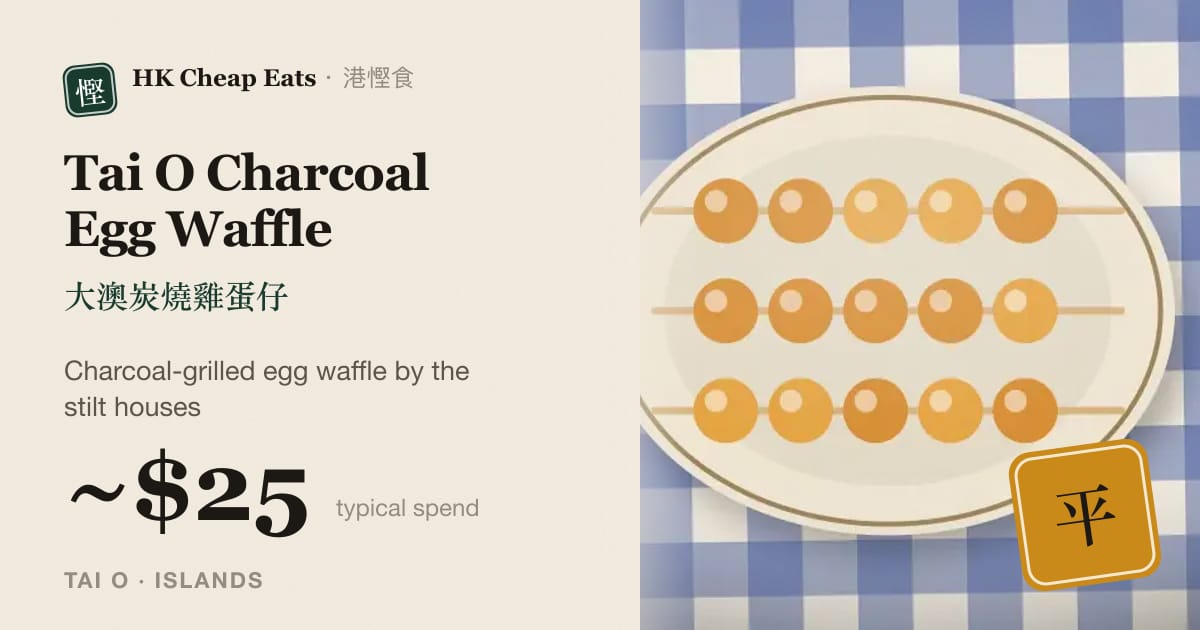 慳
HK Cheap Eats · 港慳食
Tai O Charcoal
Egg Waffle
大澳炭燒雞蛋仔
Charcoal-grilled egg waffle by the
stilt houses
~$25 typical spend
TAI O · ISLANDS
平